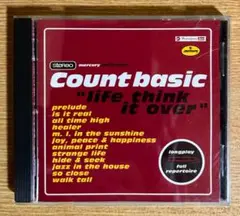 stereo
mercury
Count basic
"life think
it over"
prelude
is it real
all time high
healer
m. l. in the sunshine
joy, peace & happiness
animal print
strange life
hide & seek
jazz in the house
so close
walk tall
longplay
full
repertoire